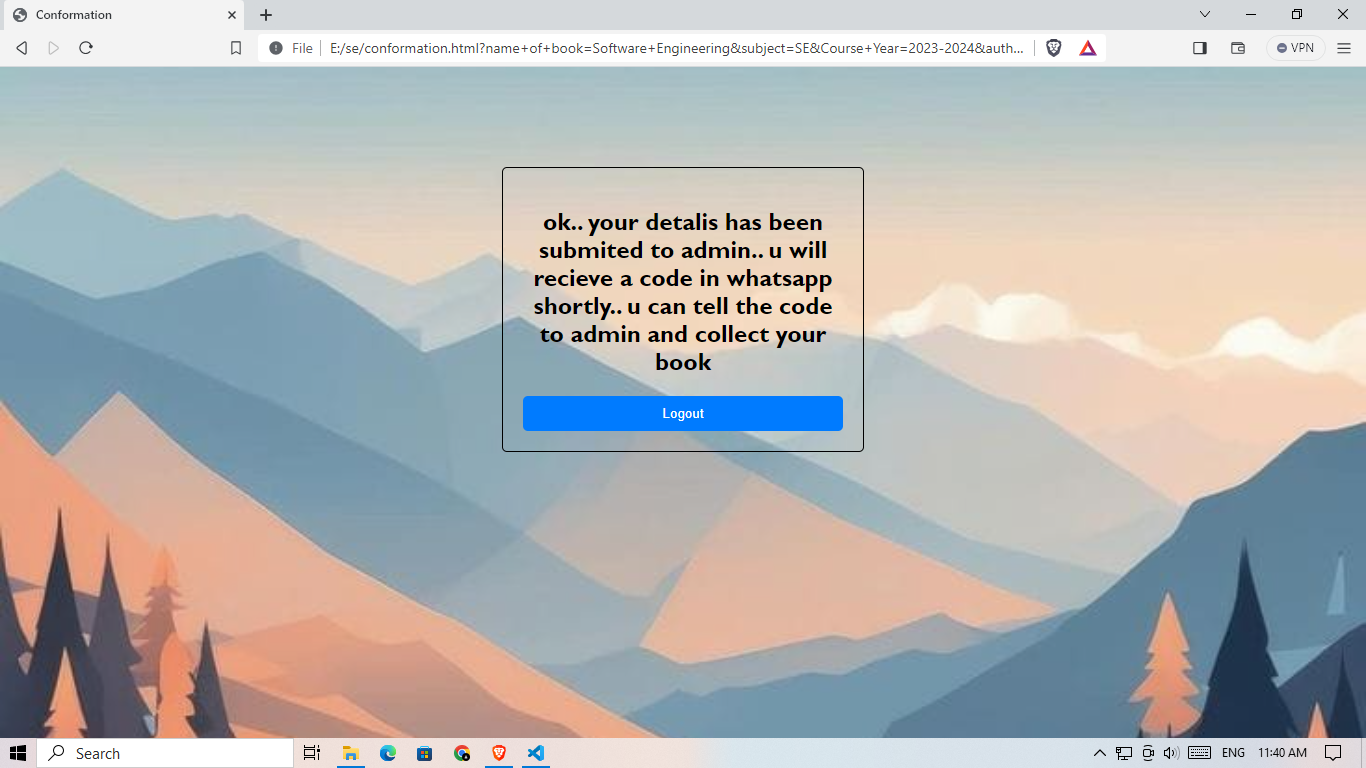 Conformation
File
E:/se/conformation.html?name+of+book=Software+Engineering&subject=SE&Course+Year=2023-2024&auth...
VPN
ok.. your detalis has been
submited to admin.. u will
recieve a code in whatsapp
shortly.. u can tell the code
to admin and collect your
book
Logout
Search
ENG
11:40 AM